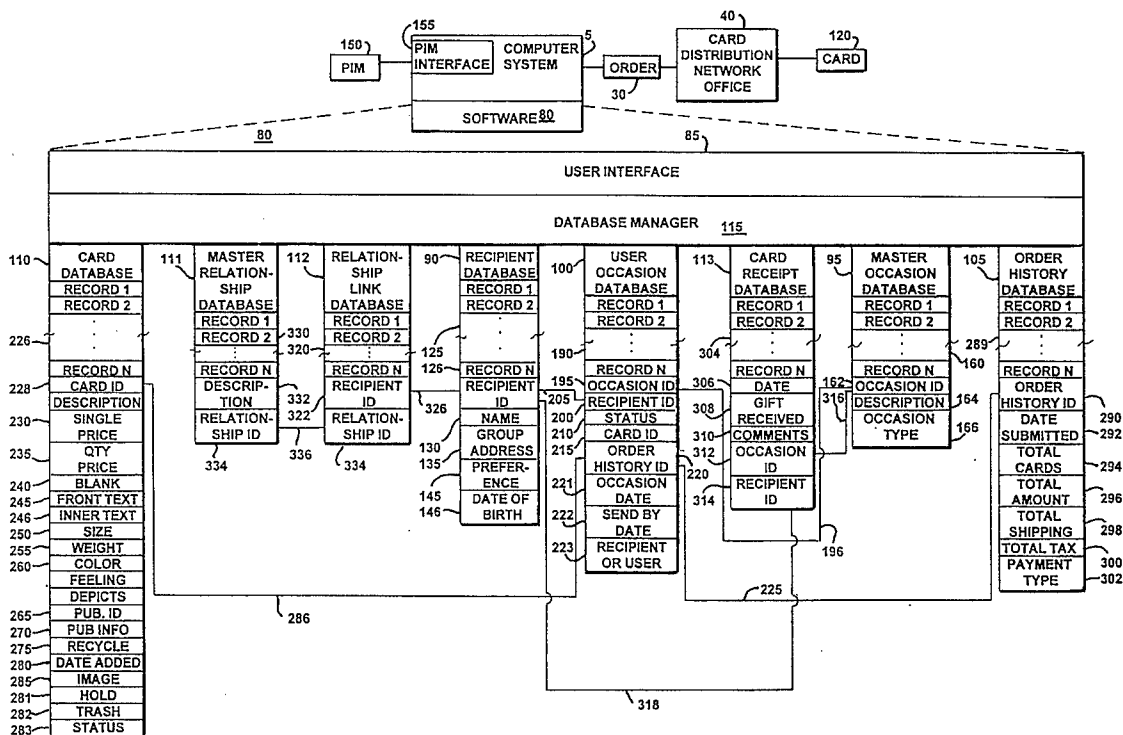 155
150
PIM
PIM
INTERFACE
COMPUTER
SYSTEM
5
SOFTWARE 80
ORDER
30
40
CARD
DISTRIBUTION
NETWORK
OFFICE
120
CARD
80
85
USER INTERFACE
DATABASE MANAGER 115
110
CARD
DATABASE
RECORD 1
RECORD 2
226
RECORD N
228
CARD ID
DESCRIPTION
230
SINGLE
PRICE
235
QTY
PRICE
240
BLANK
245
FRONT TEXT
246
INNER TEXT
250
SIZE
255
WEIGHT
260
COLOR
FEELING
DEPICTS
265
PUB. ID
270
PUB INFO
275
RECYCLE
280
DATE ADDED
285
IMAGE
281
HOLD
282
TRASH
283
STATUS
111
MASTER
RELATION-
SHIP
DATABASE
RECORD 1
RECORD 2
330
RECORD N
DESCRIP-
TION
332
RELATION-
SHIP ID
334
336
112
RELATION-
SHIP
LINK
DATABASE
RECORD 1
RECORD 2
320
RECORD N
322
RECIPIENT
ID
326
RELATION-
SHIP ID
334
90
RECIPIENT
DATABASE
RECORD 1
RECORD 2
125
126
RECORD N
RECIPIENT
ID
130
NAME
135
GROUP
ADDRESS
145
PREFER-
ENCE
146
DATE OF
BIRTH
100
USER
OCCASION
DATABASE
RECORD 1
RECORD 2
190
RECORD N
195
OCCASION ID
205
RECIPIENT ID
200
STATUS
210
CARD ID
215
ORDER
HISTORY ID
220
221
OCCASION
DATE
222
SEND BY
DATE
223
RECIPIENT
OR USER
113
CARD
RECEIPT
DATABASE
RECORD 1
RECORD 2
304
RECORD N
306
DATE
308
GIFT
RECEIVED
310
COMMENTS
312
OCCASION
ID
314
RECIPIENT
ID
316
196
95
MASTER
OCCASION
DATABASE
RECORD 1
RECORD 2
160
RECORD N
162
OCCASION ID
DESCRIPTION
164
OCCASION
TYPE
166
105
ORDER
HISTORY
DATABASE
RECORD 1
RECORD 2
289
RECORD N
ORDER
HISTORY ID
290
DATE
SUBMITTED
292
TOTAL
CARDS
294
TOTAL
AMOUNT
296
TOTAL
SHIPPING
298
TOTAL TAX
300
PAYMENT
TYPE
302
286
225
318